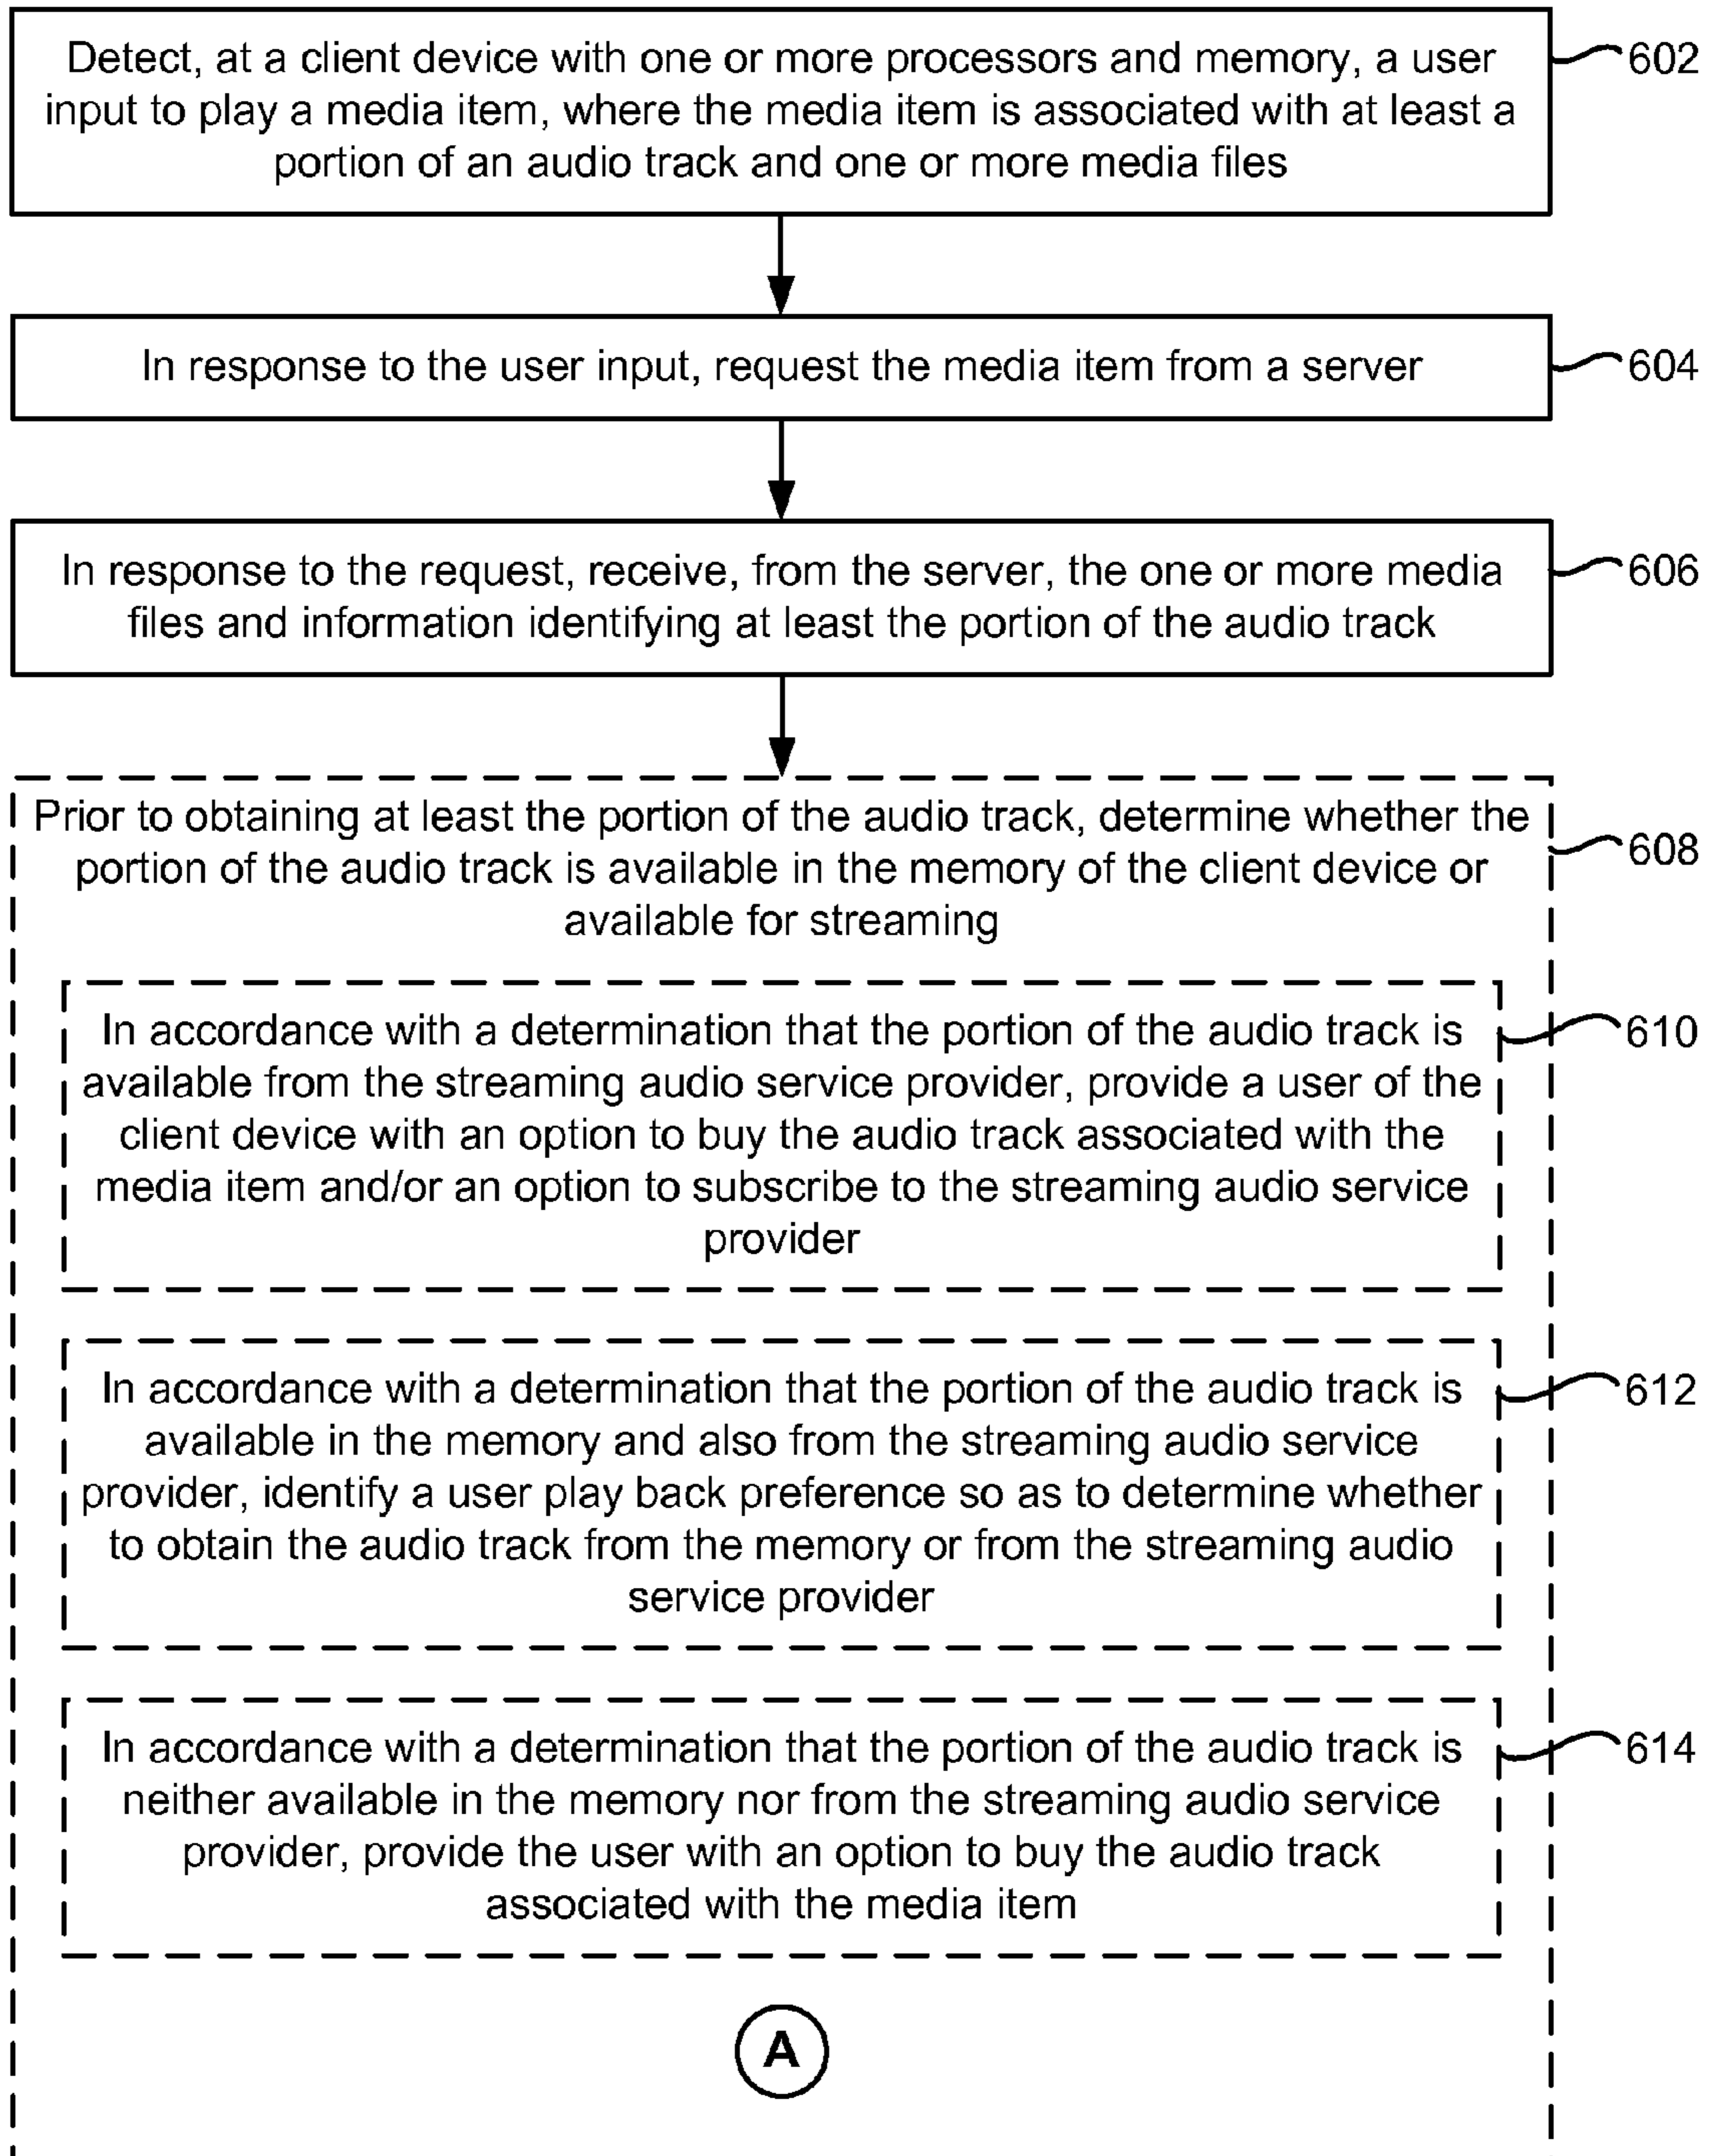 Detect, at a client device with one or more processors and memory, a user
input to play a media item, where the media item is associated with at least a
portion of an audio track and one or more media files
602
In response to the user input, request the media item from a server
604
In response to the request, receive, from the server, the one or more media
files and information identifying at least the portion of the audio track
606
Prior to obtaining at least the portion of the audio track, determine whether the
portion of the audio track is available in the memory of the client device or
available for streaming
608
In accordance with a determination that the portion of the audio track is
available from the streaming audio service provider, provide a user of the
client device with an option to buy the audio track associated with the
media item and/or an option to subscribe to the streaming audio service
provider
610
In accordance with a determination that the portion of the audio track is
available in the memory and also from the streaming audio service
provider, identify a user play back preference so as to determine whether
to obtain the audio track from the memory or from the streaming audio
service provider
612
In accordance with a determination that the portion of the audio track is
neither available in the memory nor from the streaming audio service
provider, provide the user with an option to buy the audio track
associated with the media item
614
A